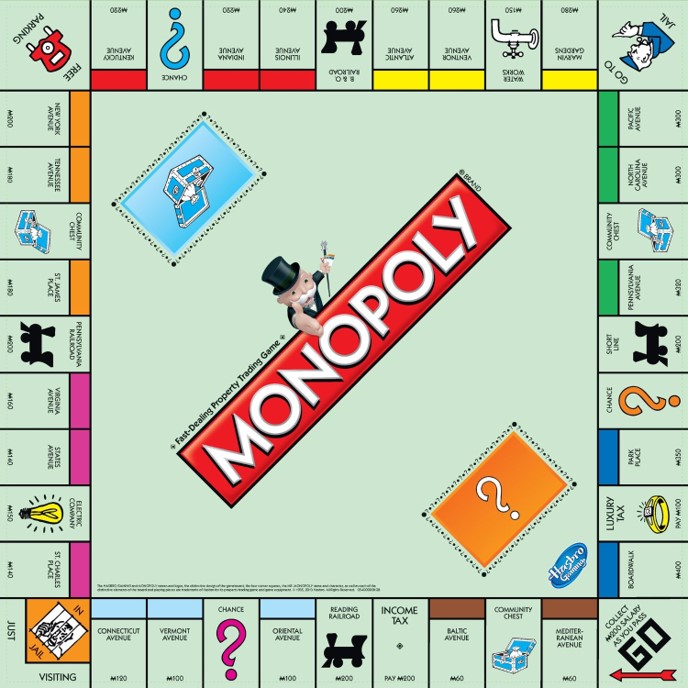 FREE
PARKING
KENTUCKY
AVENUE
₩220
CHANCE
INDIANA
AVENUE
₩220
ILLINOIS
AVENUE
₩240
B. & O.
RAILROAD
₩200
ATLANTIC
AVENUE
₩260
VENTNOR
AVENUE
₩260
WATER
WORKS
₩150
MARVIN
GARDENS
₩280
GO TO
JAIL
NEW YORK
AVENUE
₩200
TENNESSEE
AVENUE
₩180
COMMUNITY
CHEST
ST. JAMES
PLACE
₩180
PENNSYLVANIA
RAILROAD
₩200
VIRGINIA
AVENUE
₩160
STATES
AVENUE
₩140
ELECTRIC
COMPANY
₩150
ST. CHARLES
PLACE
₩140
BRAND
MONOPOLY
Fast-Dealing Property Trading Game
?
Hasbro
Gaming
PACIFIC
AVENUE
₩300
NORTH
CAROLINA
AVENUE
₩300
COMMUNITY
CHEST
PENNSYLVANIA
AVENUE
₩320
SHORT
LINE
₩200
CHANCE
?
PARK
PLACE
₩350
LUXURY
TAX
PAY ₩100
BOARDWALK
₩400
IN
JAIL
JUST
VISITING
CONNECTICUT
AVENUE
₩120
VERMONT
AVENUE
₩100
CHANCE
?
ORIENTAL
AVENUE
₩100
READING
RAILROAD
₩200
INCOME
TAX
PAY ₩200
BALTIC
AVENUE
₩60
COMMUNITY
CHEST
MEDITER-
RANEAN
AVENUE
₩60
COLLECT
₩200 SALARY
AS YOU PASS
GO